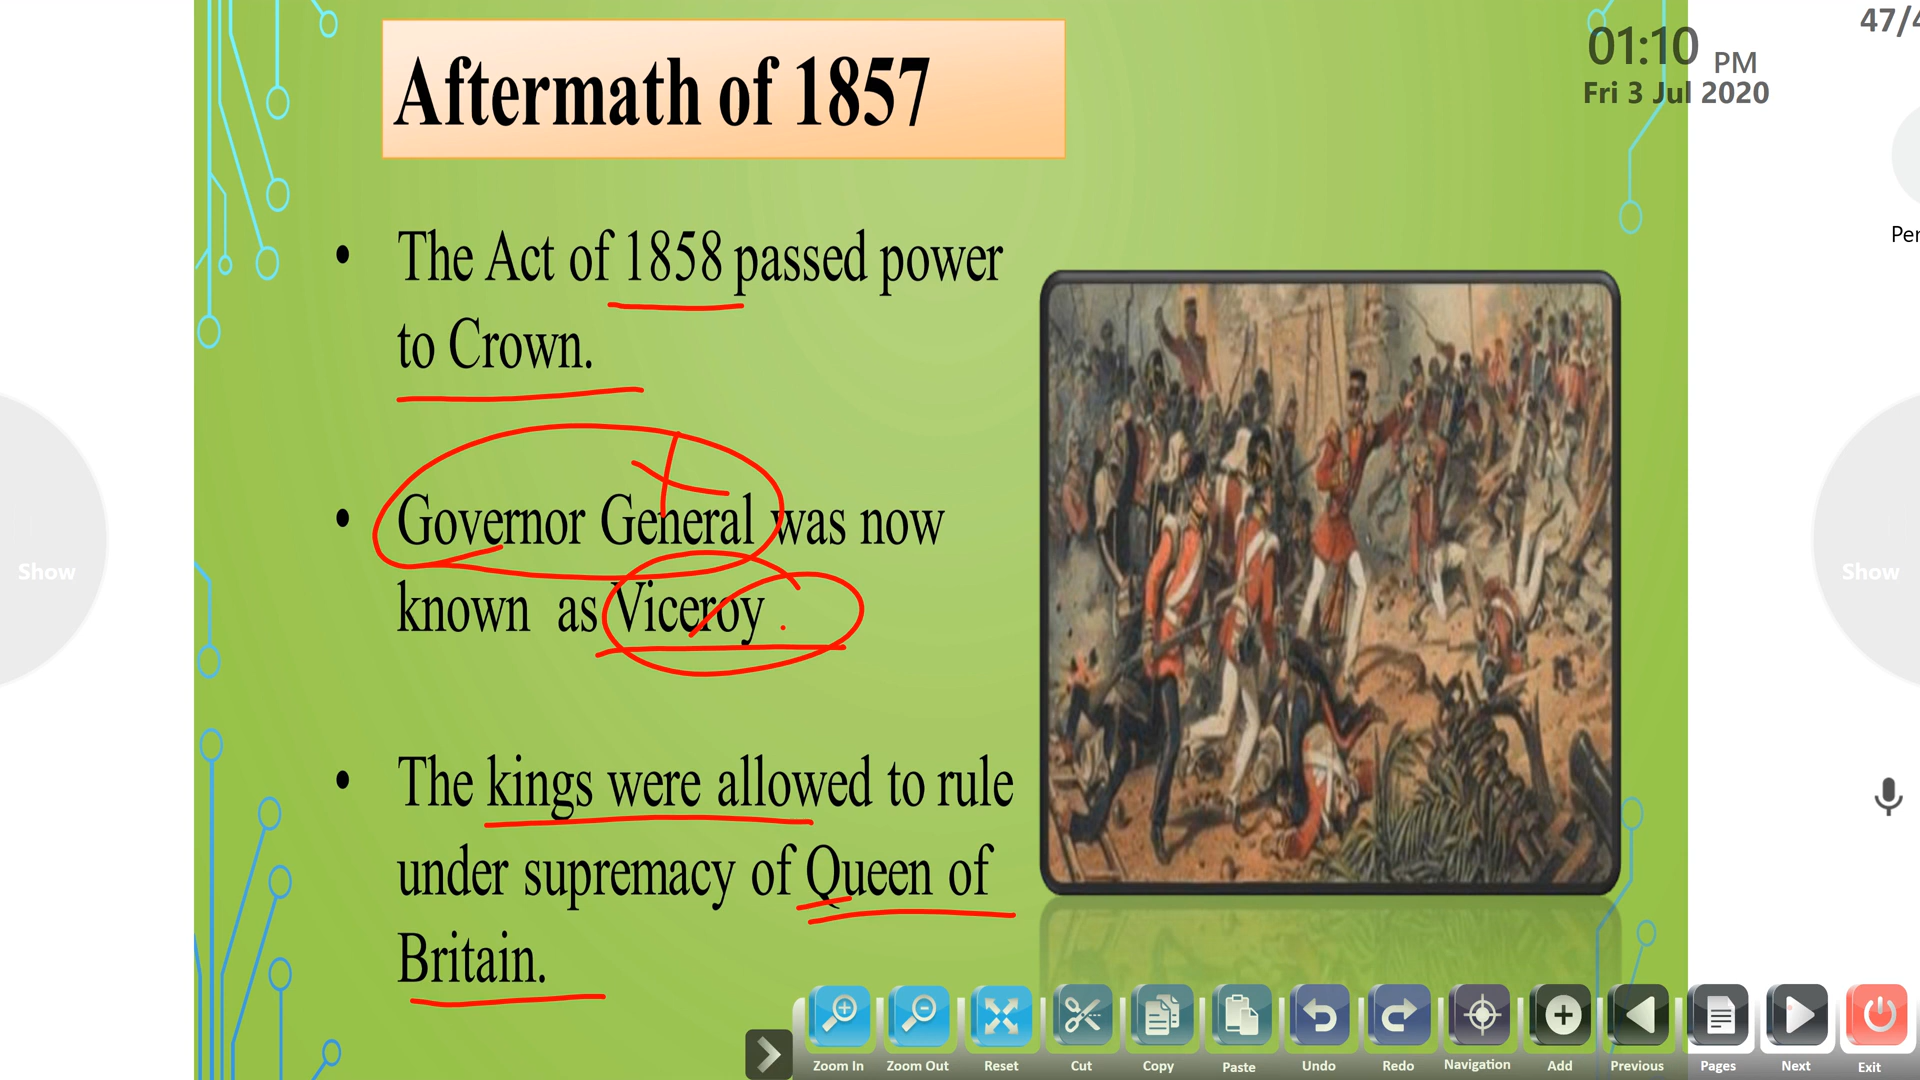 Aftermath of 1857
01:10 PM
Fri 3 Jul 2020
47/4
Per
• The Act of 1858 passed power
to Crown.
• Governor General was now
known as Viceroy .
• The kings were allowed to rule
under supremacy of Queen of
Britain.
Show
Show
Zoom In Zoom Out Reset Cut Copy Paste Undo Redo Navigation Add Previous Pages Next Exit